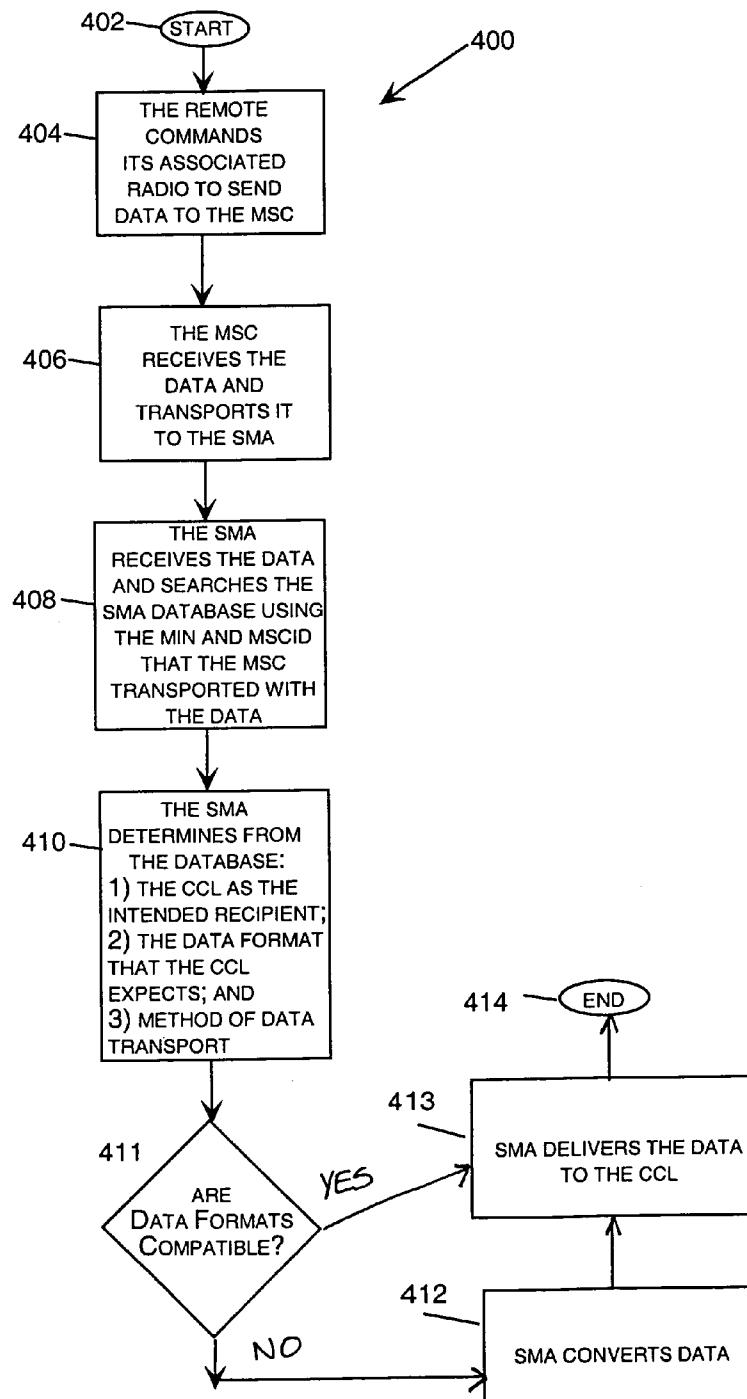 402
START
400
404
THE REMOTE
COMMANDS
ITS ASSOCIATED
RADIO TO SEND
DATA TO THE MSC
406
THE MSC
RECEIVES THE
DATA AND
TRANSPORTS IT
TO THE SMA
408
THE SMA
RECEIVES THE DATA
AND SEARCHES THE
SMA DATABASE USING
THE MIN AND MSCID
THAT THE MSC
TRANSPORTED WITH
THE DATA
410
THE SMA
DETERMINES FROM
THE DATABASE:
1) THE CCL AS THE
INTENDED RECIPIENT;
2) THE DATA FORMAT
THAT THE CCL
EXPECTS; AND
3) METHOD OF DATA
TRANSPORT
411
ARE
DATA FORMATS
COMPATIBLE?
YES
NO
412
SMA CONVERTS DATA
413
SMA DELIVERS THE DATA
TO THE CCL
414
END